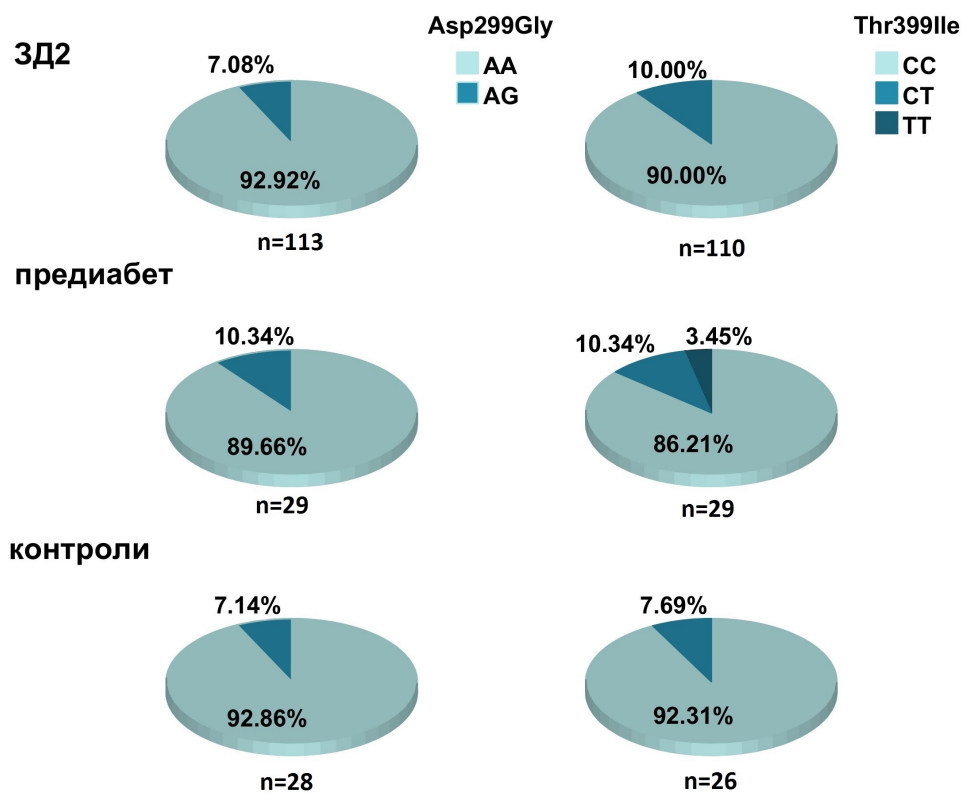 ЗД2
Asp299Gly
AA
AG
Thr399Ile
CC
CT
TT
7.08%
92.92%
n=113
10.00%
90.00%
n=110
предиабет
10.34%
89.66%
n=29
10.34%
3.45%
86.21%
n=29
контроли
7.14%
92.86%
n=28
7.69%
92.31%
n=26